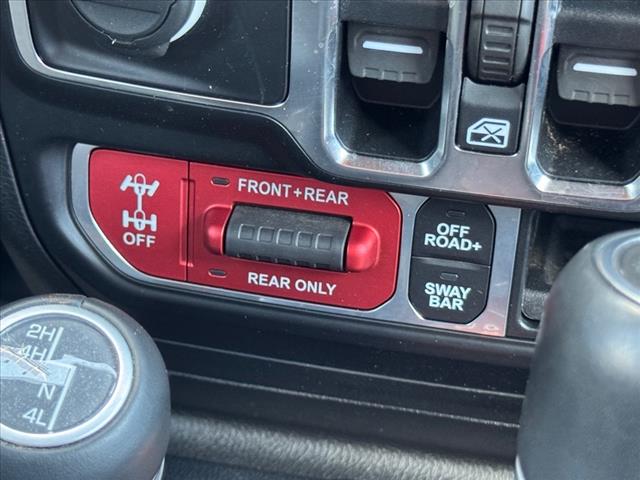 FRONT+REAR
OFF
REAR ONLY
OFF
ROAD+
SWAY
BAR
2H
4H
N
4L